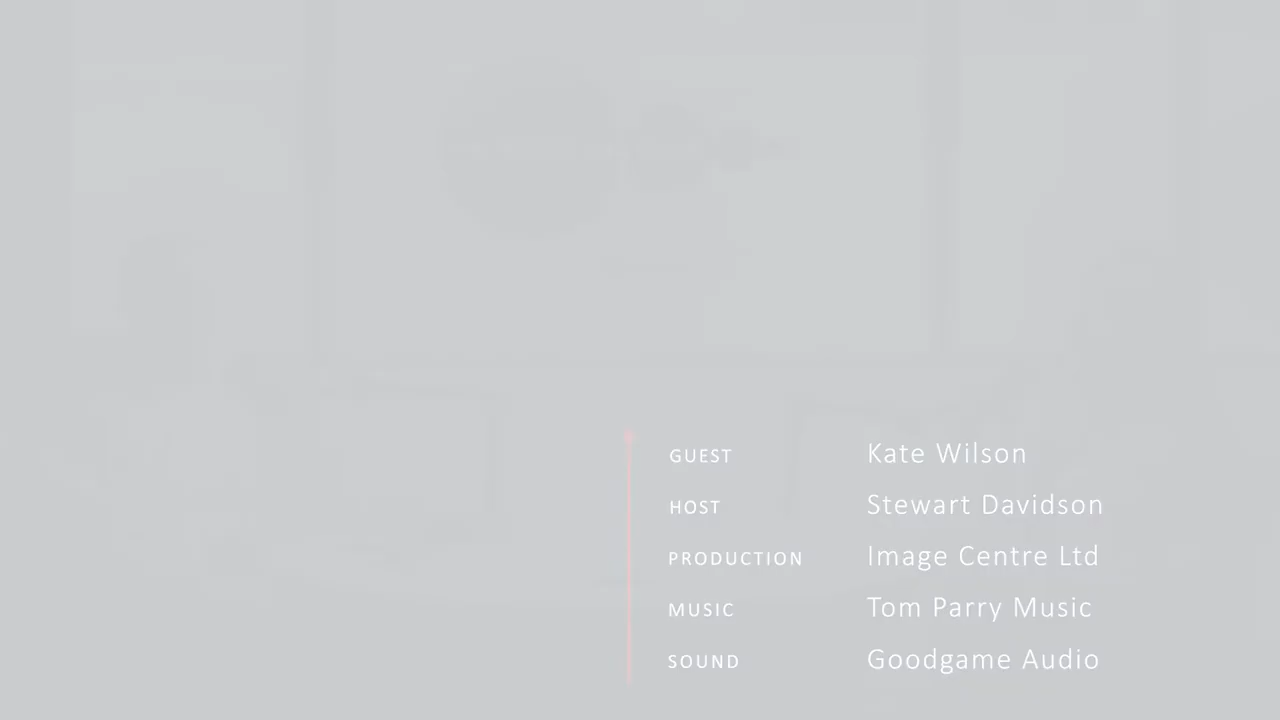 GUEST Kate Wilson
HOST Stewart Davidson
PRODUCTION Image Centre Ltd
MUSIC Tom Parry Music
SOUND Goodgame Audio